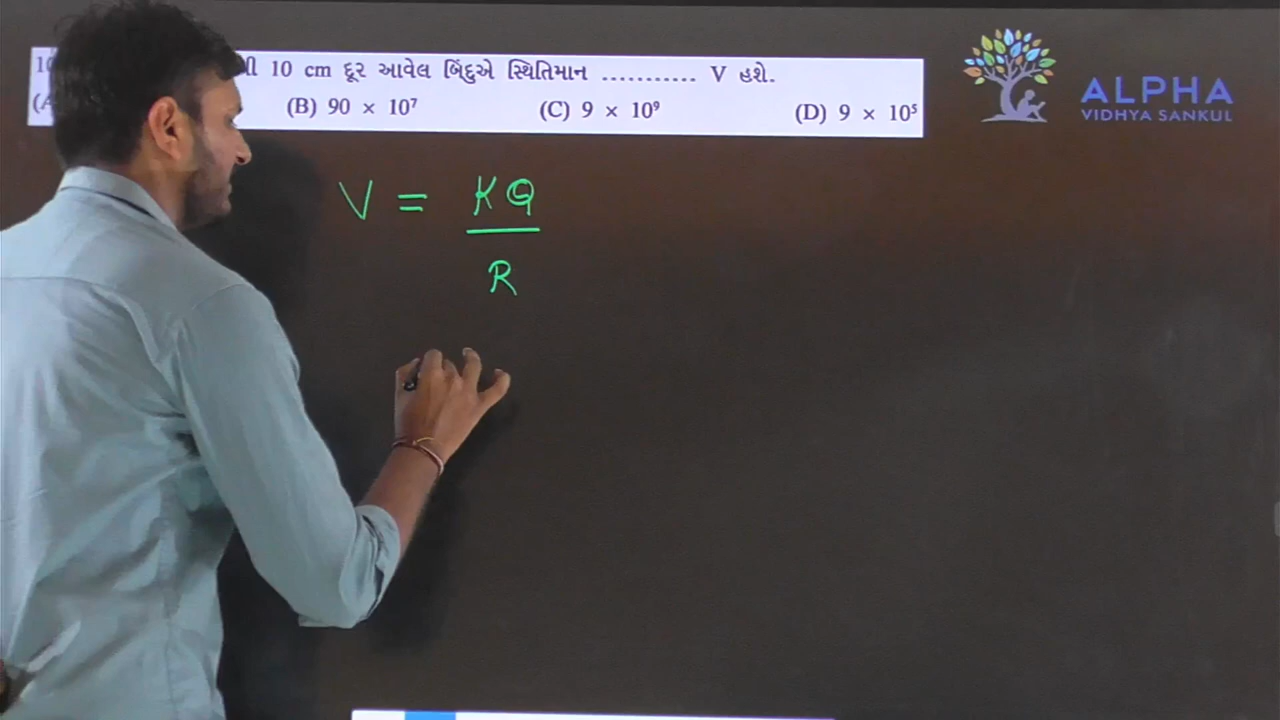 10 cm દૂર આવેલ બિંદુએ સ્થિતિમાન ........... V હશે.
(B) 90 × 10⁷ (C) 9 × 10⁹ (D) 9 × 10⁵
ALPHA
VIDHYA SANKUL
V = KQ
R